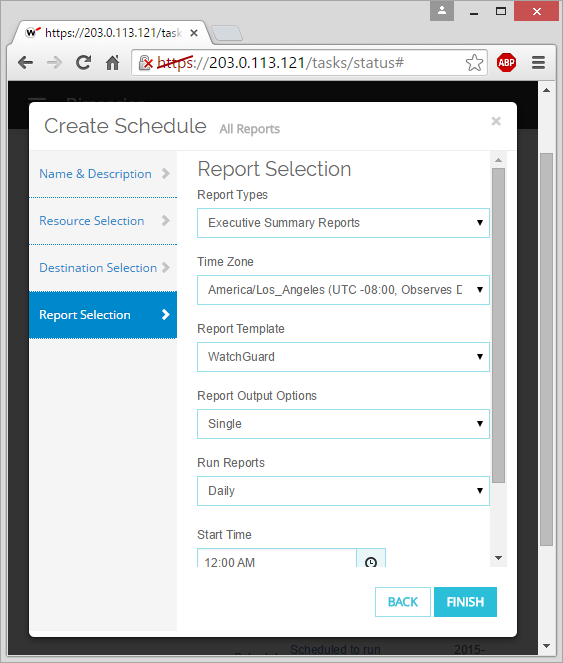 https://203.0.113.121/task
https://203.0.113.121/tasks/status#
ABP
Create Schedule All Reports
Name & Description
Resource Selection
Destination Selection
Report Selection
Report Selection
Report Types
Executive Summary Reports
Time Zone
America/Los_Angeles (UTC -08:00, Observes D
Report Template
WatchGuard
Report Output Options
Single
Run Reports
Daily
Start Time
12:00 AM
BACK
FINISH
Scheduled to run
2015-